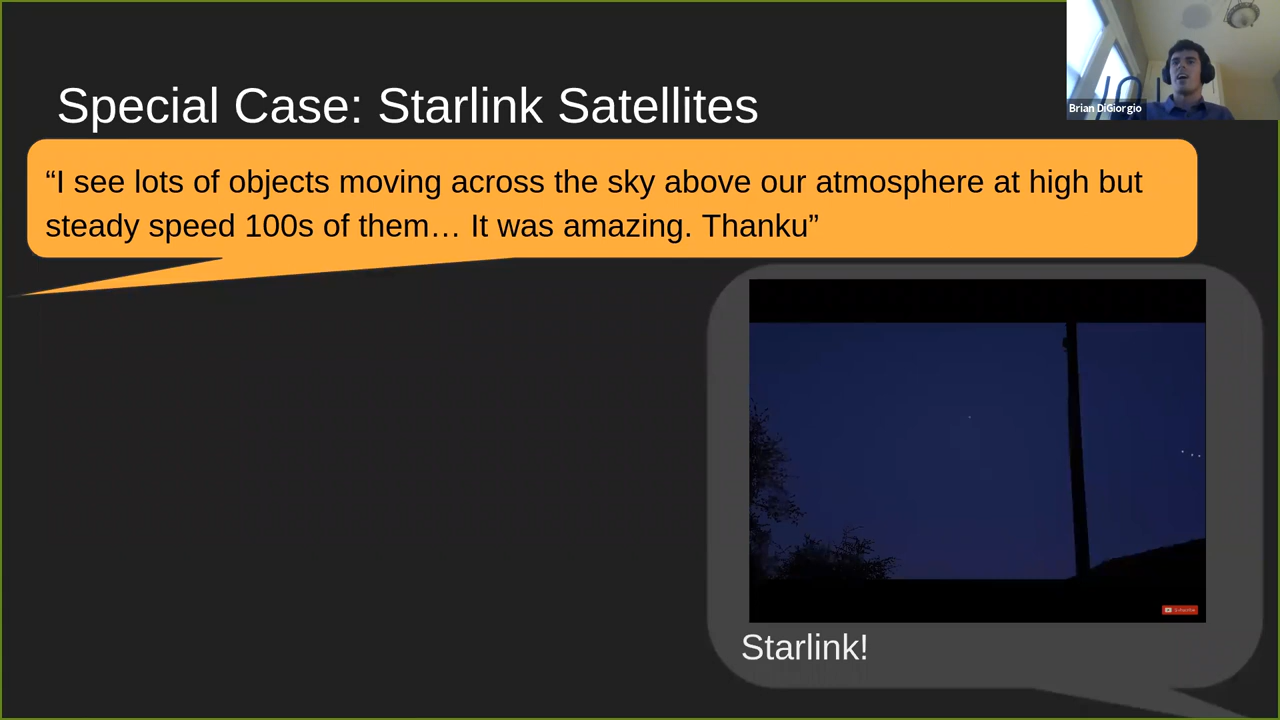 Brian DiGiorgio
Special Case: Starlink Satellites
“I see lots of objects moving across the sky above our atmosphere at high but
steady speed 100s of them… It was amazing. Thanku”
Subscribe
Starlink!